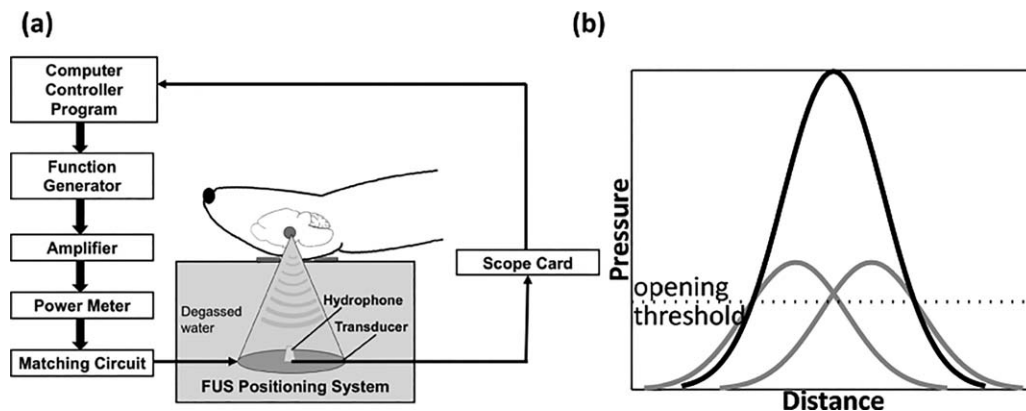 (a)
Computer
Controller
Program
Function
Generator
Amplifier
Power Meter
Matching Circuit
Degassed
water
Hydrophone
Transducer
FUS Positioning System
Scope Card
(b)
Pressure
opening
threshold
Distance